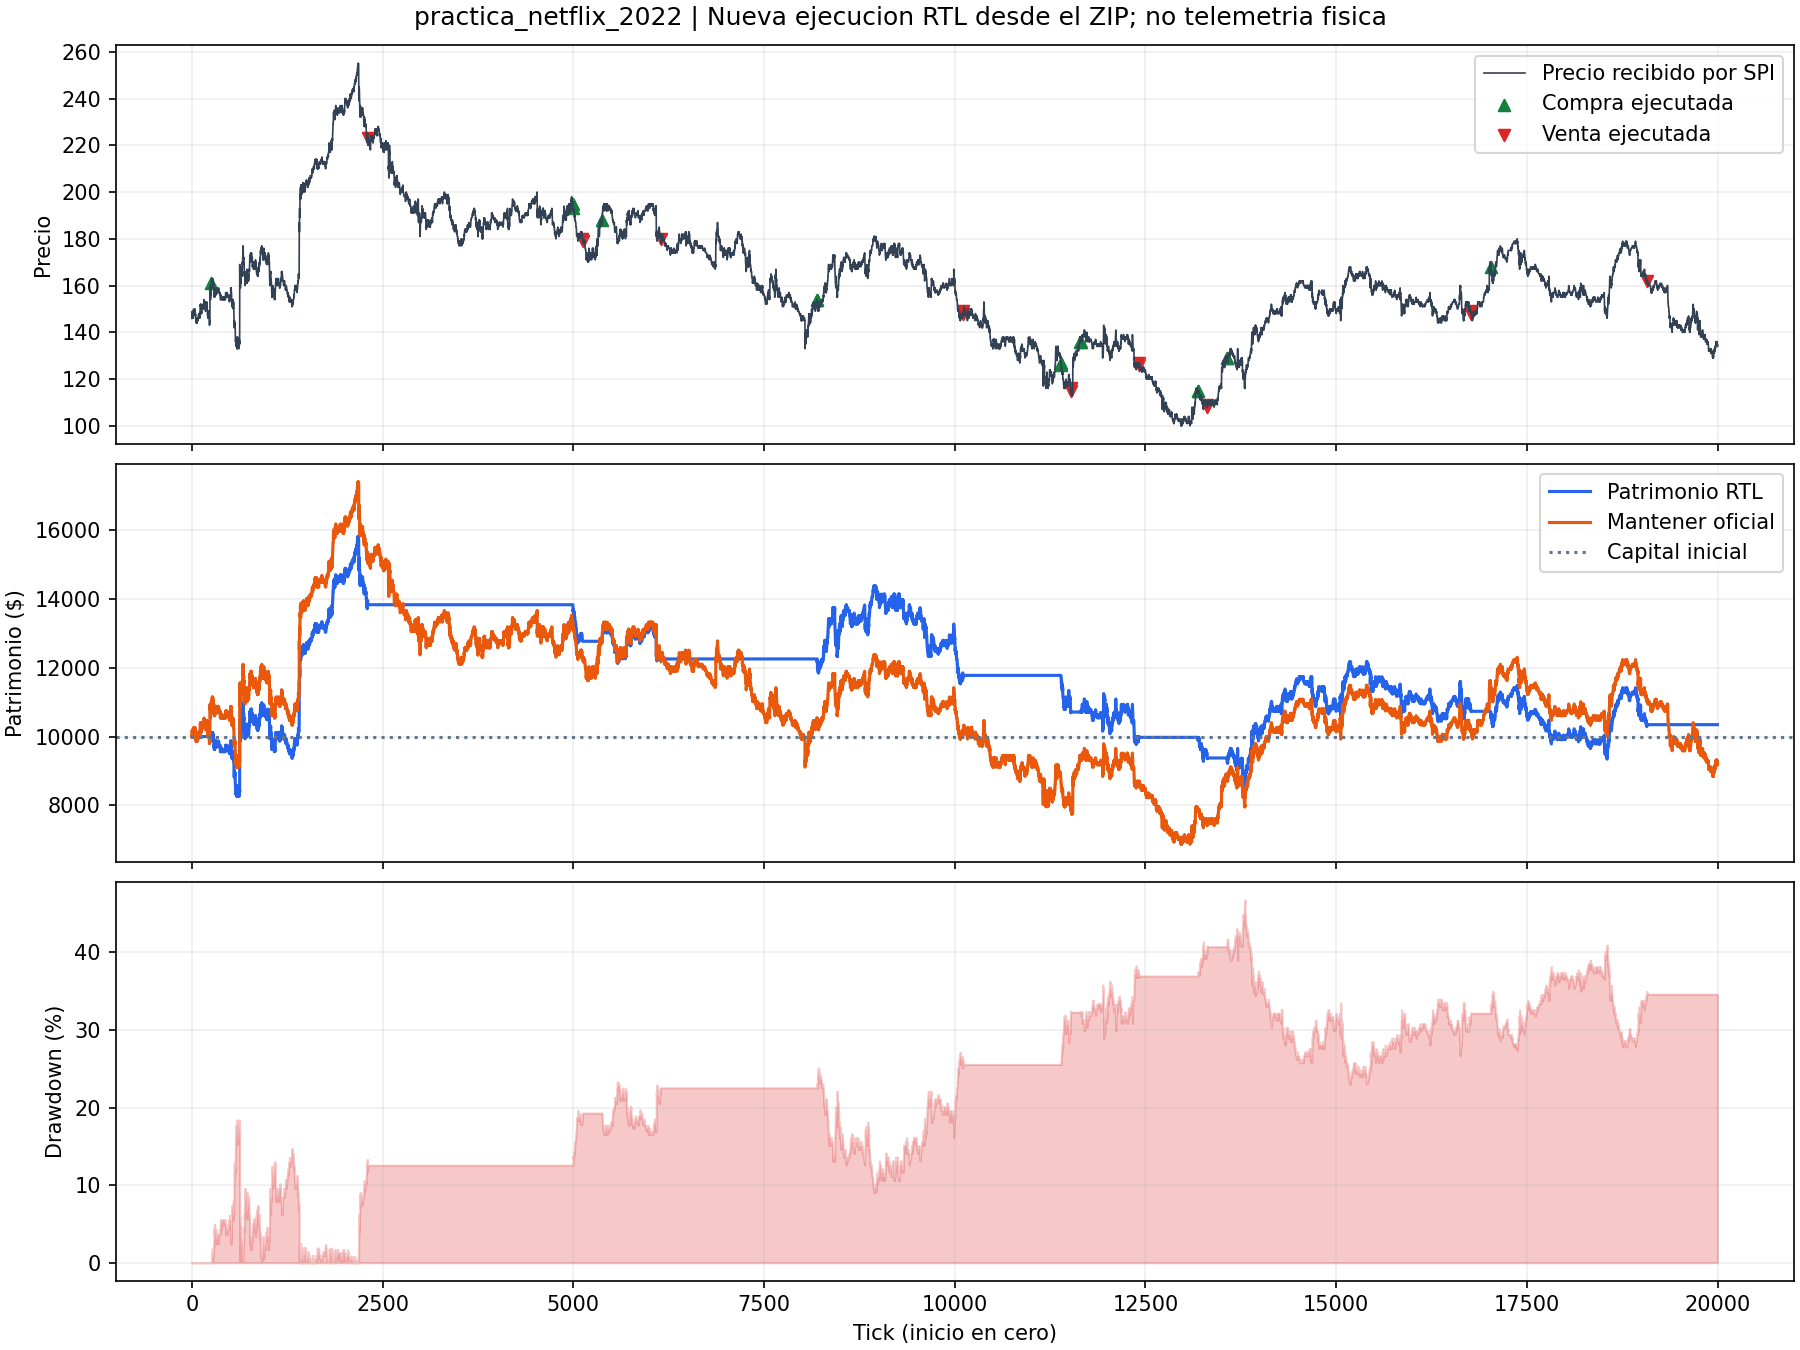 practica_netflix_2022 | Nueva ejecucion RTL desde el ZIP; no telemetria fisica
Precio
260
240
220
200
180
160
140
120
100
Precio recibido por SPI
Compra ejecutada
Venta ejecutada
Patrimonio ($)
16000
14000
12000
10000
8000
Patrimonio RTL
Mantener oficial
Capital inicial
Drawdown (%)
40
30
20
10
0
0
2500
5000
7500
10000
12500
15000
17500
20000
Tick (inicio en cero)